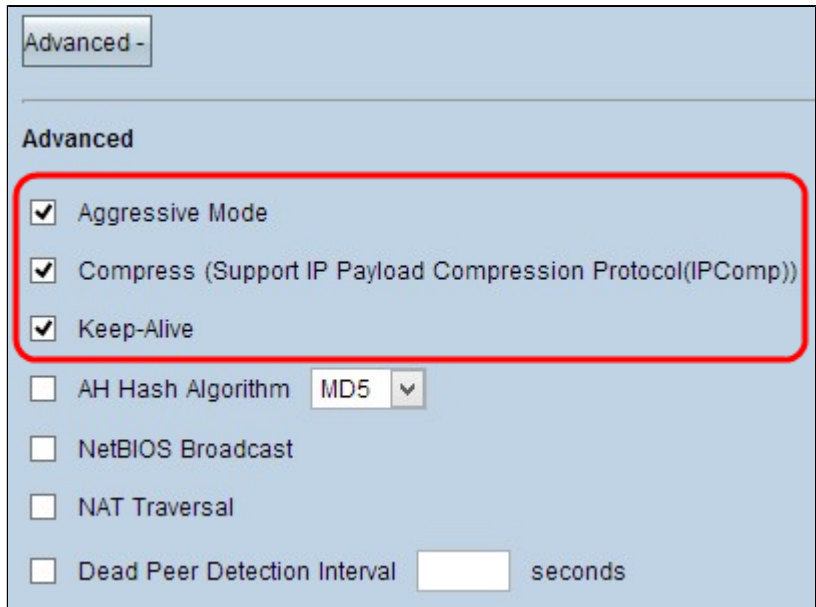 Advanced -
Advanced
Aggressive Mode
Compress (Support IP Payload Compression Protocol(IPComp))
Keep-Alive
AH Hash Algorithm MD5
NetBIOS Broadcast
NAT Traversal
Dead Peer Detection Interval seconds